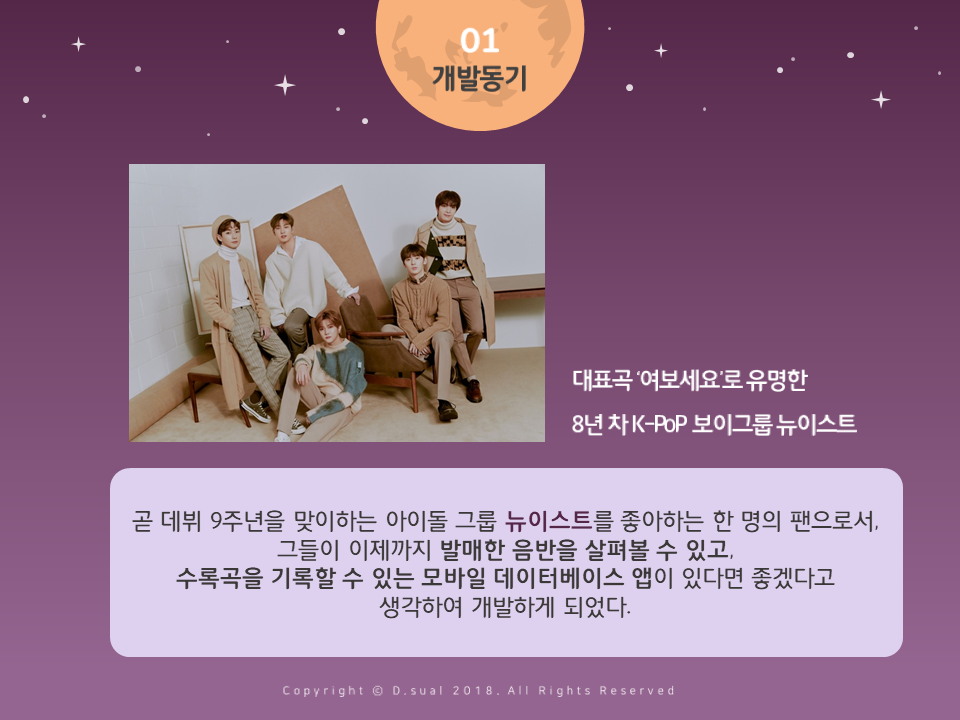 01
개발동기
대표곡 ‘여보세요’로 유명한
8년 차 K-PoP 보이그룹 뉴이스트
곧 데뷔 9주년을 맞이하는 아이돌 그룹 뉴이스트를 좋아하는 한 명의 팬으로서,
그들이 이제까지 발매한 음반을 살펴볼 수 있고,
수록곡을 기록할 수 있는 모바일 데이터베이스 앱이 있다면 좋겠다고
생각하여 개발하게 되었다.
Copyright © D.sual 2018. All Rights Reserved